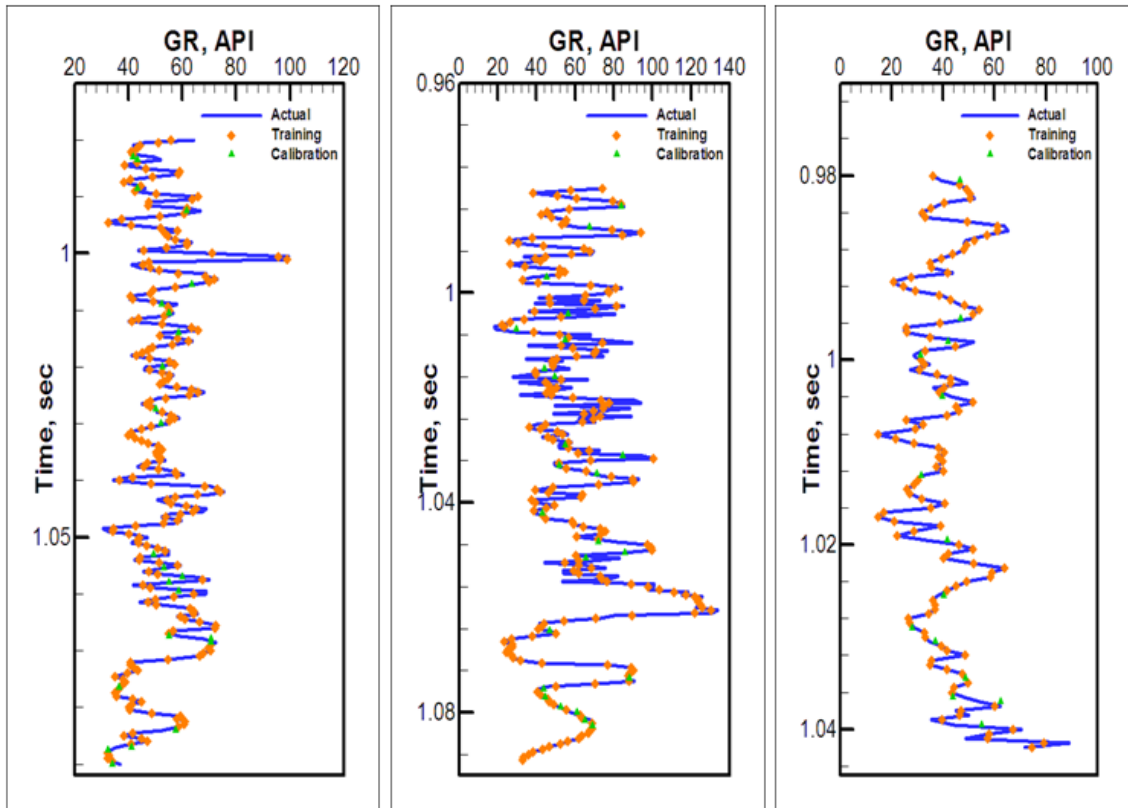 GR, API
20 40 60 80 100 120
Actual
Training
Calibration
Time, sec
1
1.05
GR, API
0 20 40 60 80 100 120 140
0.96
Actual
Training
Calibration
Time, sec
1
1.04
1.08
GR, API
0 20 40 60 80 100
Actual
Training
Calibration
0.98
Time, sec
1
1.02
1.04